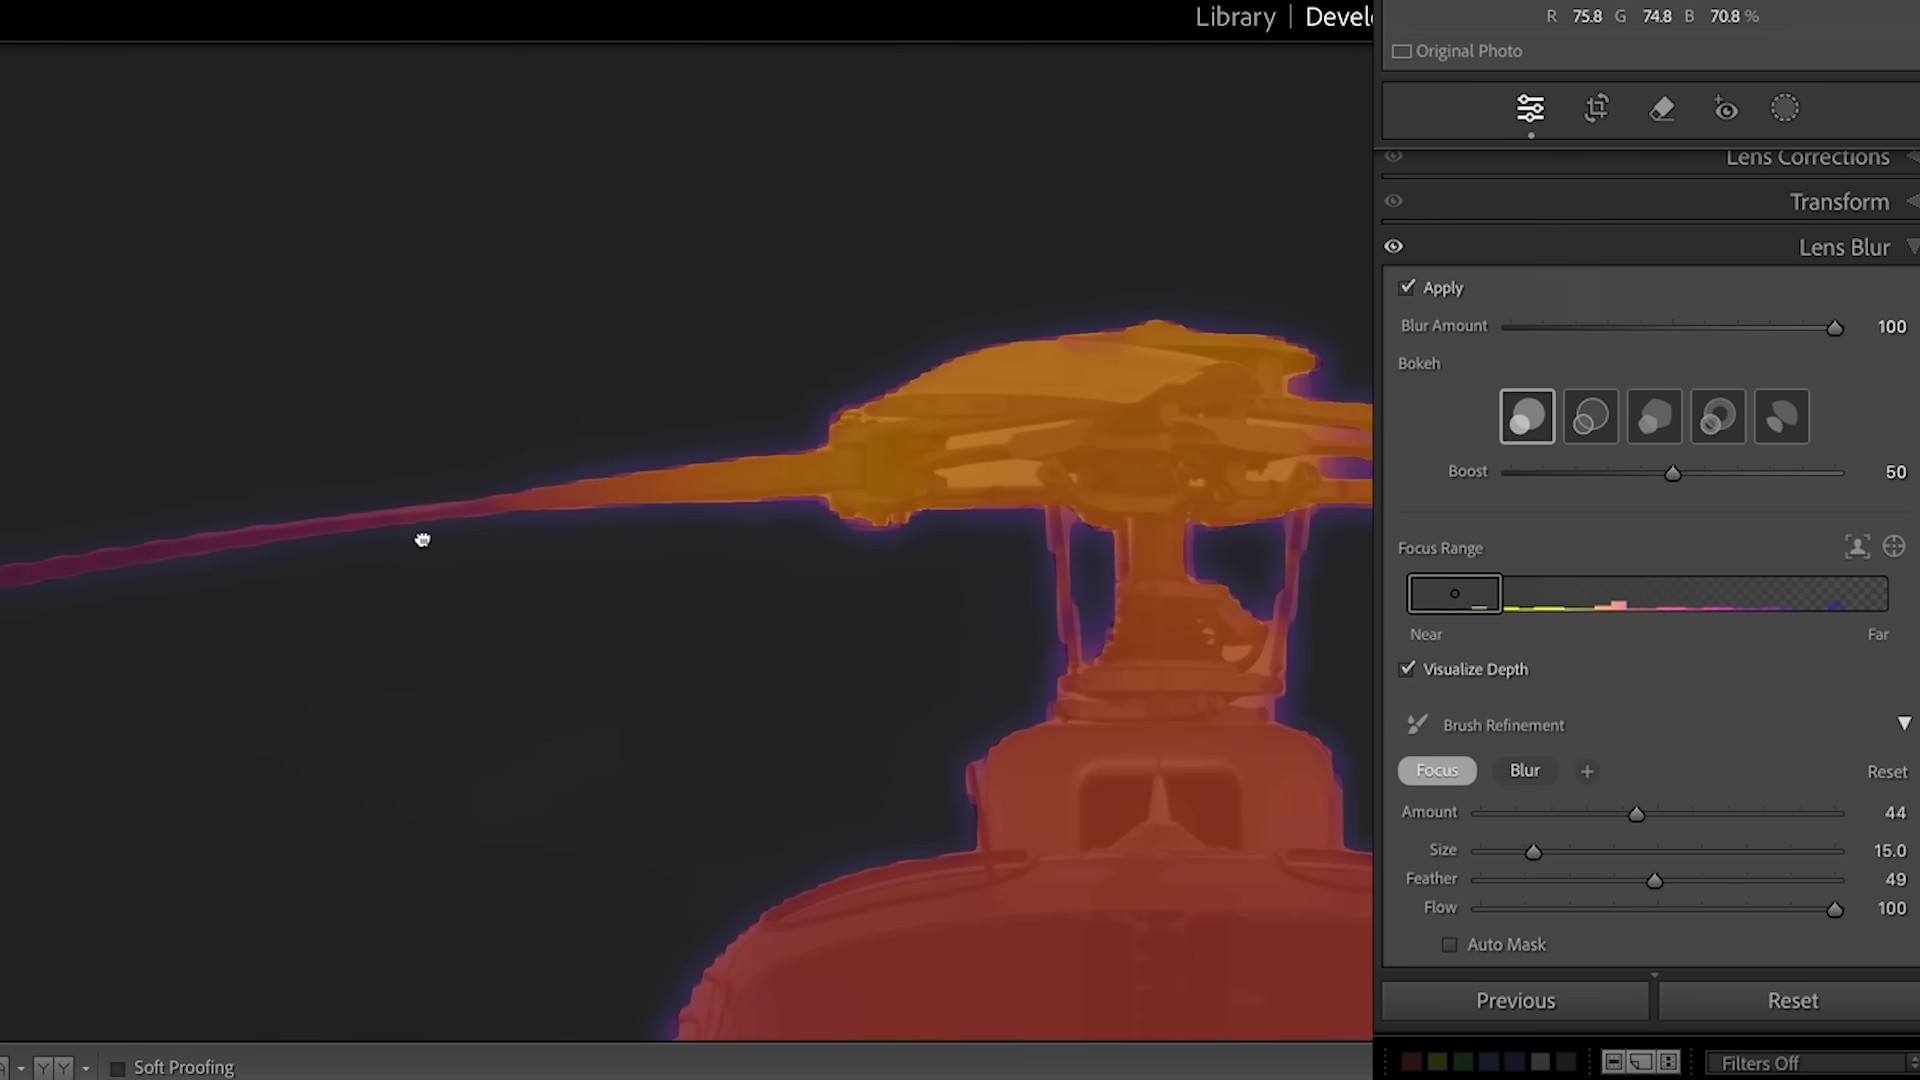 Library | Devel
R 75.8 G 74.8 B 70.8 %
Original Photo
Lens Corrections
Transform
Lens Blur
Apply
Blur Amount 100
Bokeh
Boost 50
Focus Range
Near Far
Visualize Depth
Brush Refinement
Focus Blur + Reset
Amount 44
Size 15.0
Feather 49
Flow 100
Auto Mask
Previous Reset
YY Soft Proofing Filters Off